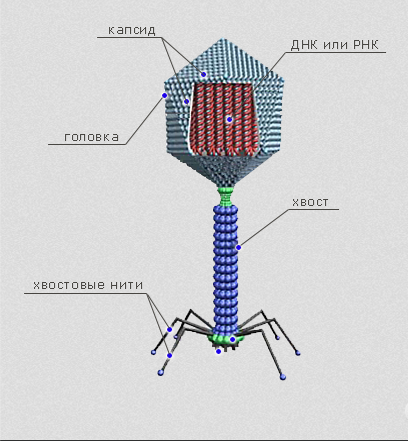 капсид
ДНК или РНК
головка
хвост
хвостовые нити